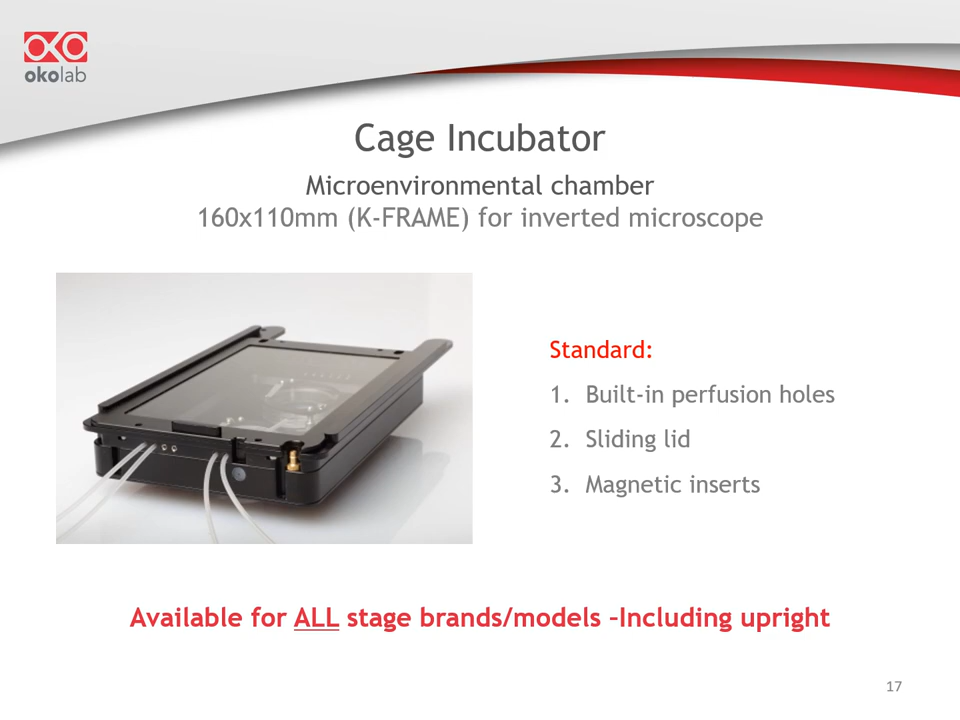 okolab
Cage Incubator
Microenvironmental chamber
160x110mm (K-FRAME) for inverted microscope
Standard:
1. Built-in perfusion holes
2. Sliding lid
3. Magnetic inserts
Available for ALL stage brands/models –Including upright
17